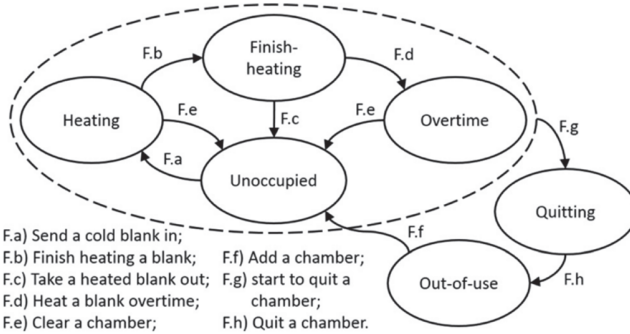 Finish-
heating
F.b
F.d
Heating
F.e
F.c
F.e
Overtime
F.g
F.a
Unoccupied
Quitting
F.f
F.h
Out-of-use
F.a) Send a cold blank in;
F.b) Finish heating a blank;
F.c) Take a heated blank out;
F.d) Heat a blank overtime;
F.e) Clear a chamber;
F.f) Add a chamber;
F.g) start to quit a
chamber;
F.h) Quit a chamber.